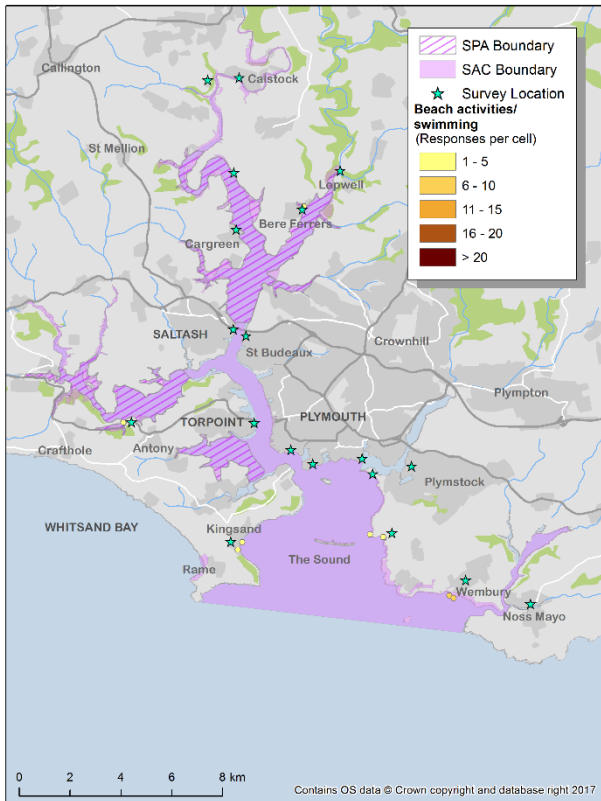 SPA Boundary
SAC Boundary
Survey Location
Beach activities/
swimming
(Responses per cell)
1 - 5
6 - 10
11 - 15
16 - 20
> 20
Callington
Calstock
St Mellion
Lopwell
Bere Ferrers
Cargreen
SALTASH
St Budeaux
Crownhill
Plympton
TORPOINT
PLYMOUTH
Crafthole
Antony
Plymstock
WHITSAND BAY
Kingsand
The Sound
Rame
Wembury
Noss Mayo
0 2 4 8 km
Contains OS data © Crown copyright and database right 2017